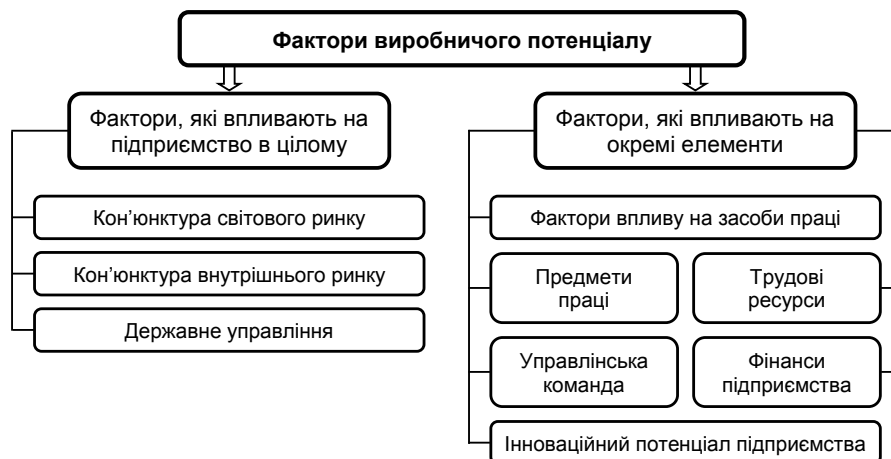 Фактори виробничого потенціалу
Фактори, які впливають на
підприємство в цілому
Кон’юнктура світового ринку
Кон’юнктура внутрішнього ринку
Державне управління
Фактори, які впливають на
окремі елементи
Фактори впливу на засоби праці
Предмети
праці
Трудові
ресурси
Управлінська
команда
Фінанси
підприємства
Інноваційний потенціал підприємства